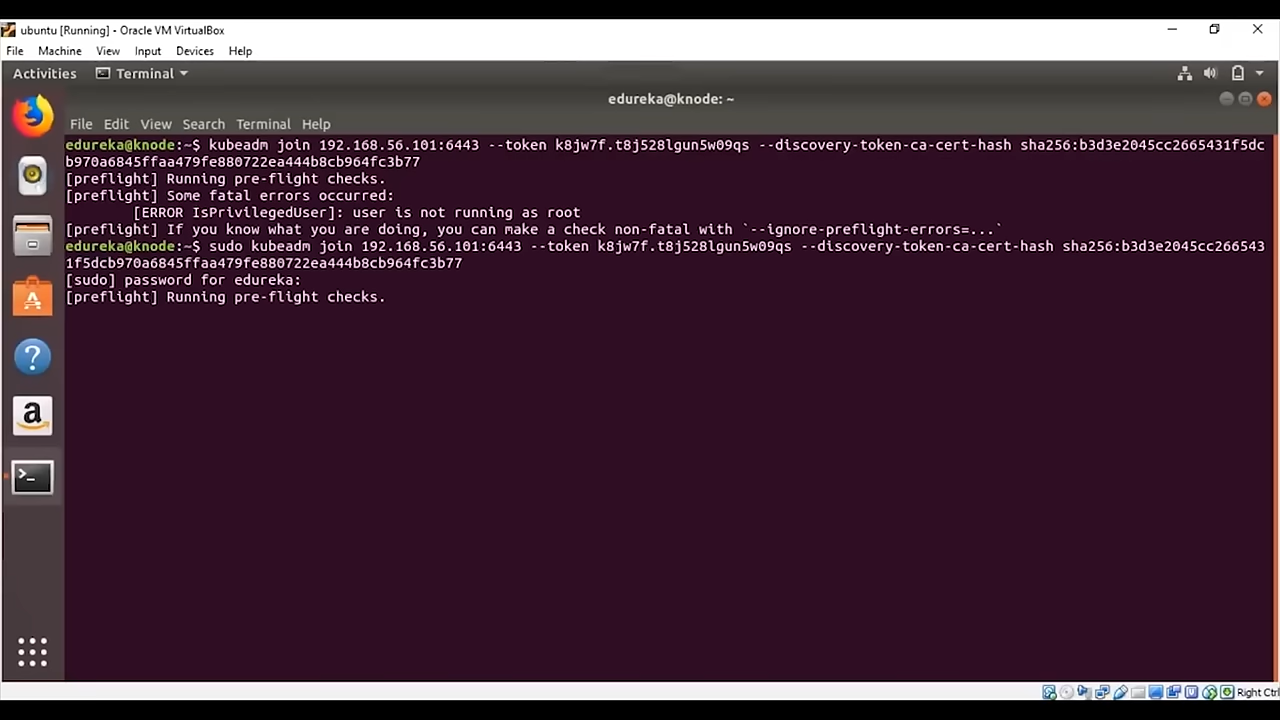 ubuntu [Running] - Oracle VM VirtualBox
File Machine View Input Devices Help
Activities Terminal
edureka@knode: ~
File Edit View Search Terminal Help
edureka@knode:~$ kubeadm join 192.168.56.101:6443 --token k8jw7f.t8j528lgun5w09qs --discovery-token-ca-cert-hash sha256:b3d3e2045cc2665431f5dc
b970a6845ffaa479fe880722ea444b8cb964fc3b77
[preflight] Running pre-flight checks.
[preflight] Some fatal errors occurred:
[ERROR IsPrivilegedUser]: user is not running as root
[preflight] If you know what you are doing, you can make a check non-fatal with `--ignore-preflight-errors=...`
edureka@knode:~$ sudo kubeadm join 192.168.56.101:6443 --token k8jw7f.t8j528lgun5w09qs --discovery-token-ca-cert-hash sha256:b3d3e2045cc266543
1f5dcb970a6845ffaa479fe880722ea444b8cb964fc3b77
[sudo] password for edureka:
[preflight] Running pre-flight checks.
Right Ctrl